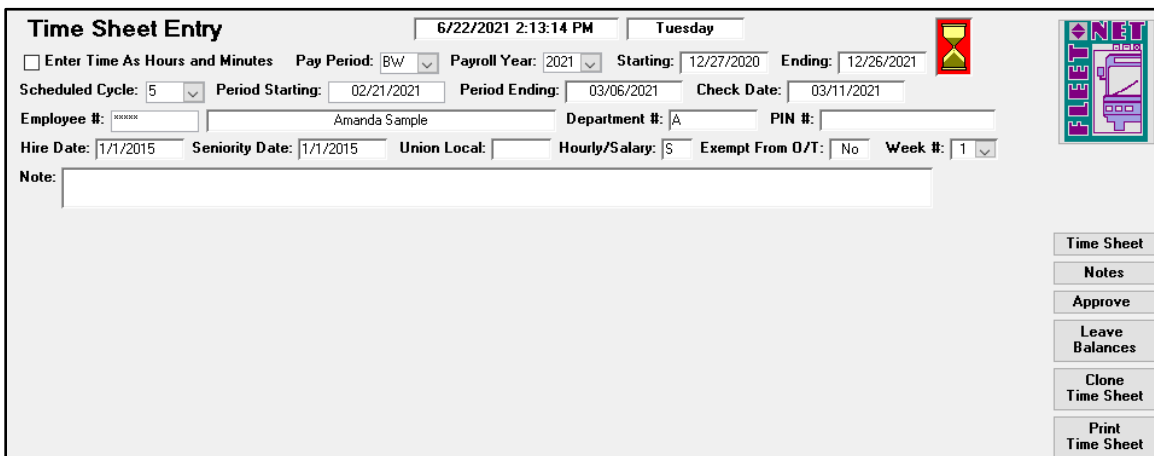 Time Sheet Entry 6/22/2021 2:13:14 PM Tuesday
Enter Time As Hours and Minutes Pay Period: BW Payroll Year: 2021 Starting: 12/27/2020 Ending: 12/26/2021
Scheduled Cycle: 5 Period Starting: 02/21/2021 Period Ending: 03/06/2021 Check Date: 03/11/2021
Employee #: ***** Amanda Sample Department #: A PIN #:
Hire Date: 1/1/2015 Seniority Date: 1/1/2015 Union Local: Hourly/Salary: S Exempt From O/T: No Week #: 1
Note:
FLEET NET
Time Sheet
Notes
Approve
Leave
Balances
Clone
Time Sheet
Print
Time Sheet